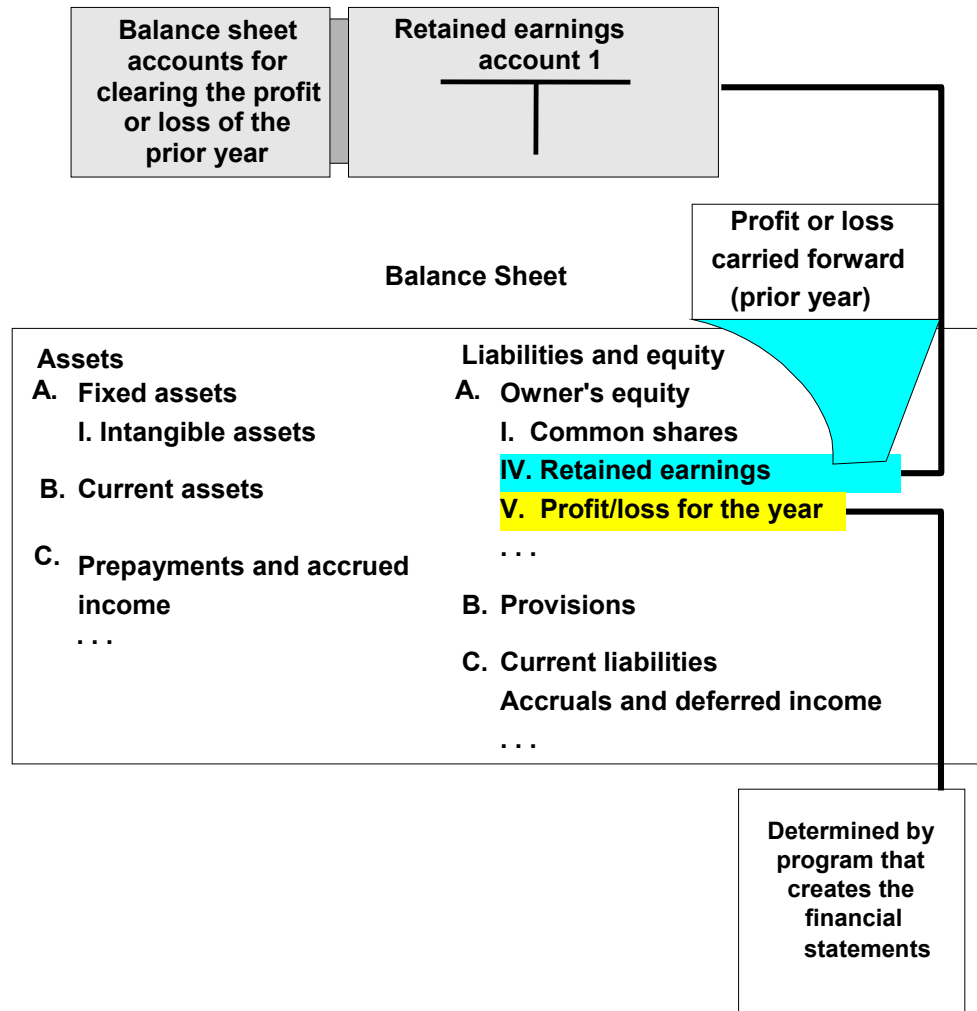 Balance sheet
accounts for
clearing the profit
or loss of the
prior year
Retained earnings
account 1
Profit or loss
carried forward
(prior year)
Balance Sheet
Assets
A. Fixed assets
I. Intangible assets
B. Current assets
C. Prepayments and accrued
income
. . .
Liabilities and equity
A. Owner's equity
I. Common shares
IV. Retained earnings
V. Profit/loss for the year
. . .
B. Provisions
C. Current liabilities
Accruals and deferred income
. . .
Determined by
program that
creates the
financial
statements